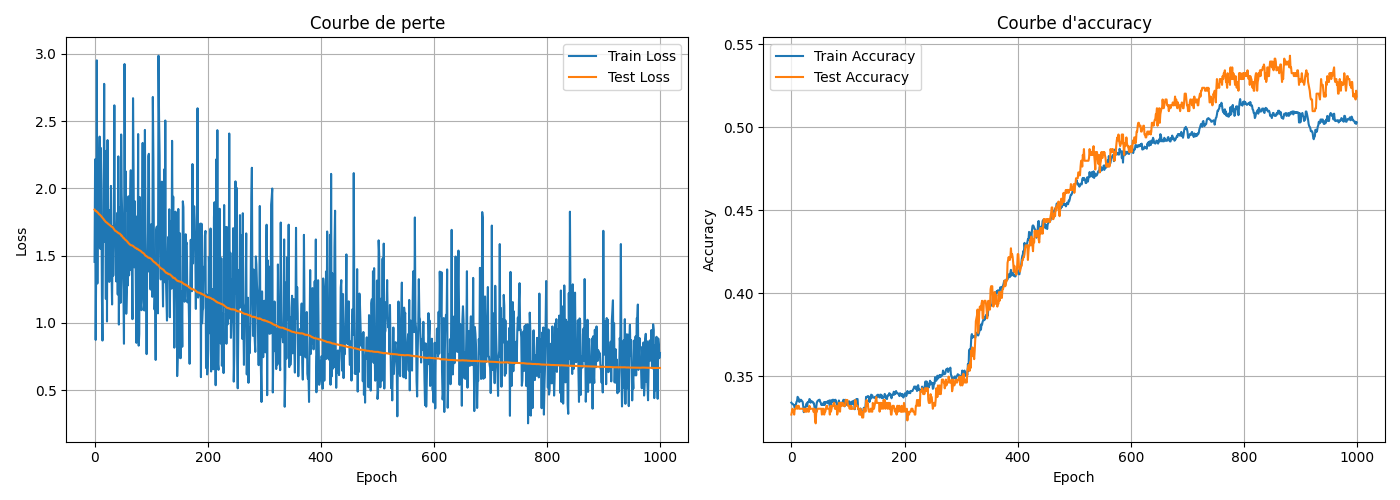 Courbe de perte
Loss
3.0
2.5
2.0
1.5
1.0
0.5
Train Loss
Test Loss
0 200 400 600 800 1000
Epoch
Courbe d'accuracy
Accuracy
0.55
0.50
0.45
0.40
0.35
Train Accuracy
Test Accuracy
0 200 400 600 800 1000
Epoch